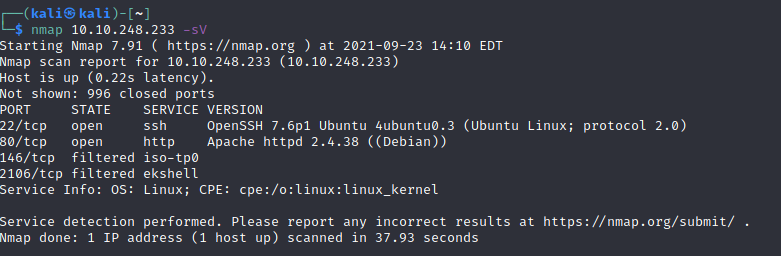 ┌──(kali㉿kali)-[~]
└─$ nmap 10.10.248.233 -sV
Starting Nmap 7.91 ( https://nmap.org ) at 2021-09-23 14:10 EDT
Nmap scan report for 10.10.248.233 (10.10.248.233)
Host is up (0.22s latency).
Not shown: 996 closed ports
PORT     STATE    SERVICE VERSION
22/tcp   open     ssh     OpenSSH 7.6p1 Ubuntu 4ubuntu0.3 (Ubuntu Linux; protocol 2.0)
80/tcp   open     http    Apache httpd 2.4.38 ((Debian))
146/tcp  filtered iso-tp0
2106/tcp filtered ekshell
Service Info: OS: Linux; CPE: cpe:/o:linux:linux_kernel

Service detection performed. Please report any incorrect results at https://nmap.org/submit/ .
Nmap done: 1 IP address (1 host up) scanned in 37.93 seconds